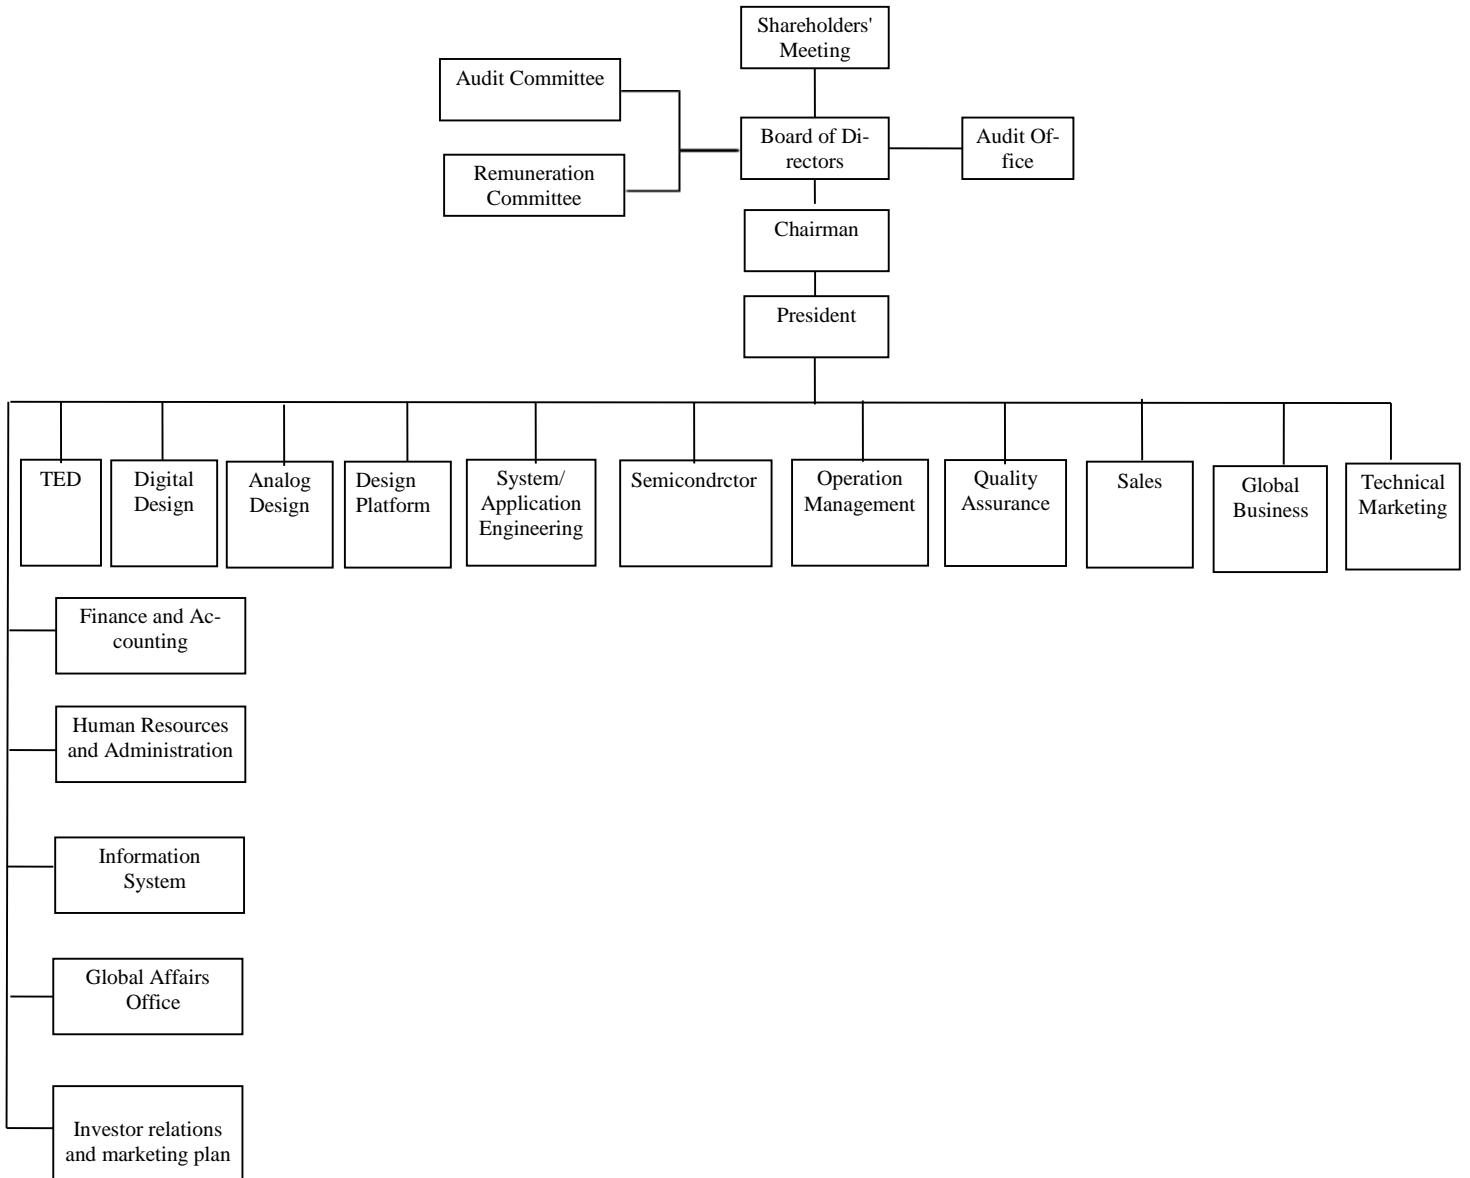 Shareholders'
Meeting
Audit Committee
Board of Di-
rectors
Audit Of-
fice
Remuneration
Committee
Chairman
President
TED
Digital
Design
Analog
Design
Design
Platform
System/
Application
Engineering
Semicondrctor
Operation
Management
Quality
Assurance
Sales
Global
Business
Technical
Marketing
Finance and Ac-
counting
Human Resources
and Administration
Information
System
Global Affairs
Office
Investor relations
and marketing plan